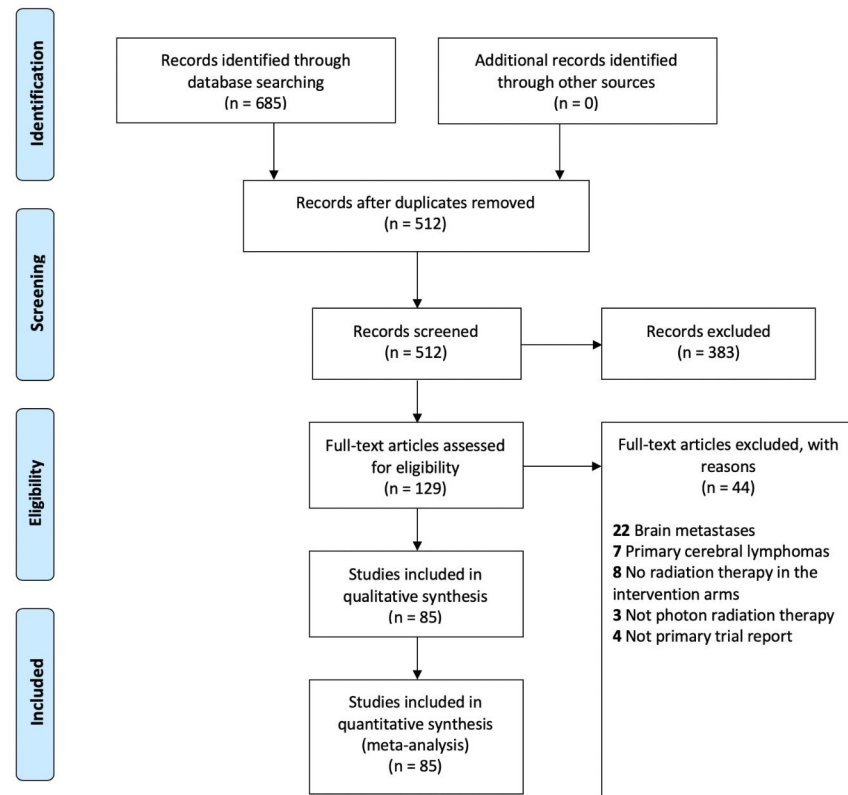 Identification
Records identified through
database searching
(n = 685)
Additional records identified
through other sources
(n = 0)
Records after duplicates removed
(n = 512)
Screening
Records screened
(n = 512)
Records excluded
(n = 383)
Eligibility
Full-text articles assessed
for eligibility
(n = 129)
Full-text articles excluded, with
reasons
(n = 44)
22 Brain metastases
7 Primary cerebral lymphomas
8 No radiation therapy in the
intervention arms
3 Not photon radiation therapy
4 Not primary trial report
Studies included in
qualitative synthesis
(n = 85)
Included
Studies included in
quantitative synthesis
(meta-analysis)
(n = 85)